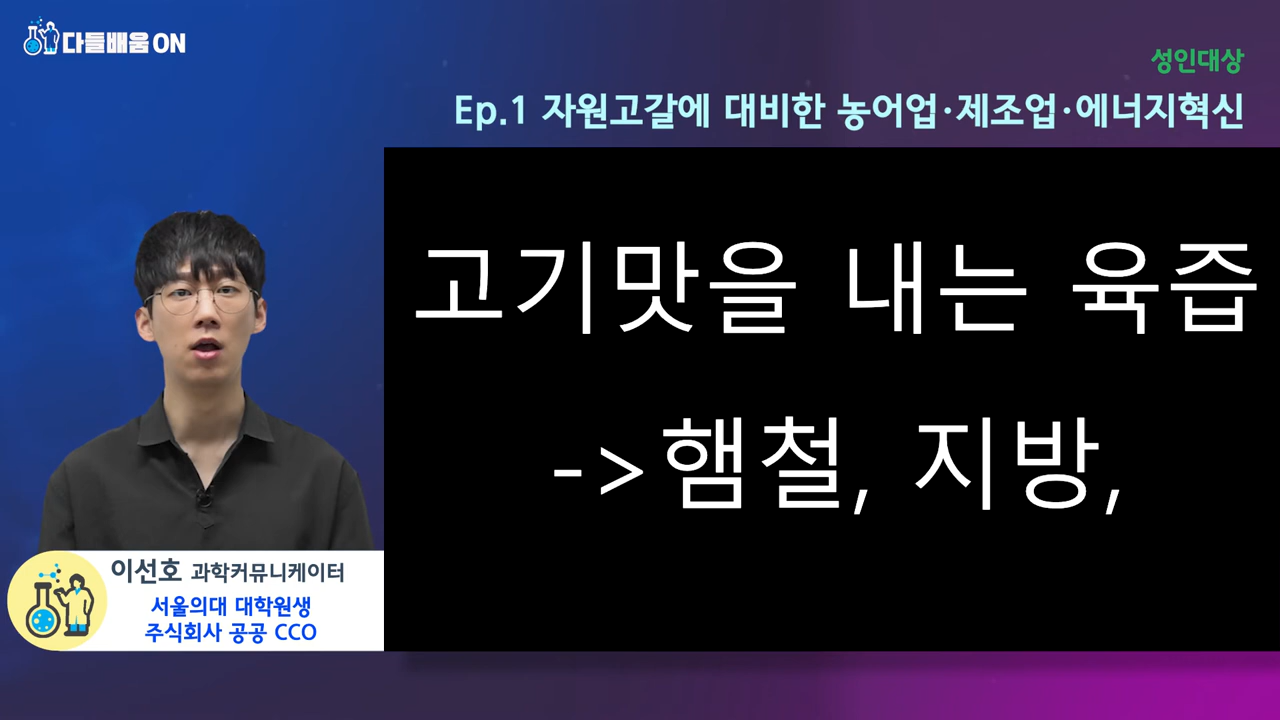 다들배움 ON
성인대상
Ep.1 자원고갈에 대비한 농어업·제조업·에너지혁신
고기맛을 내는 육즙
->햄철, 지방,
이선호 과학커뮤니케이터
서울의대 대학원생
주식회사 공공 CCO